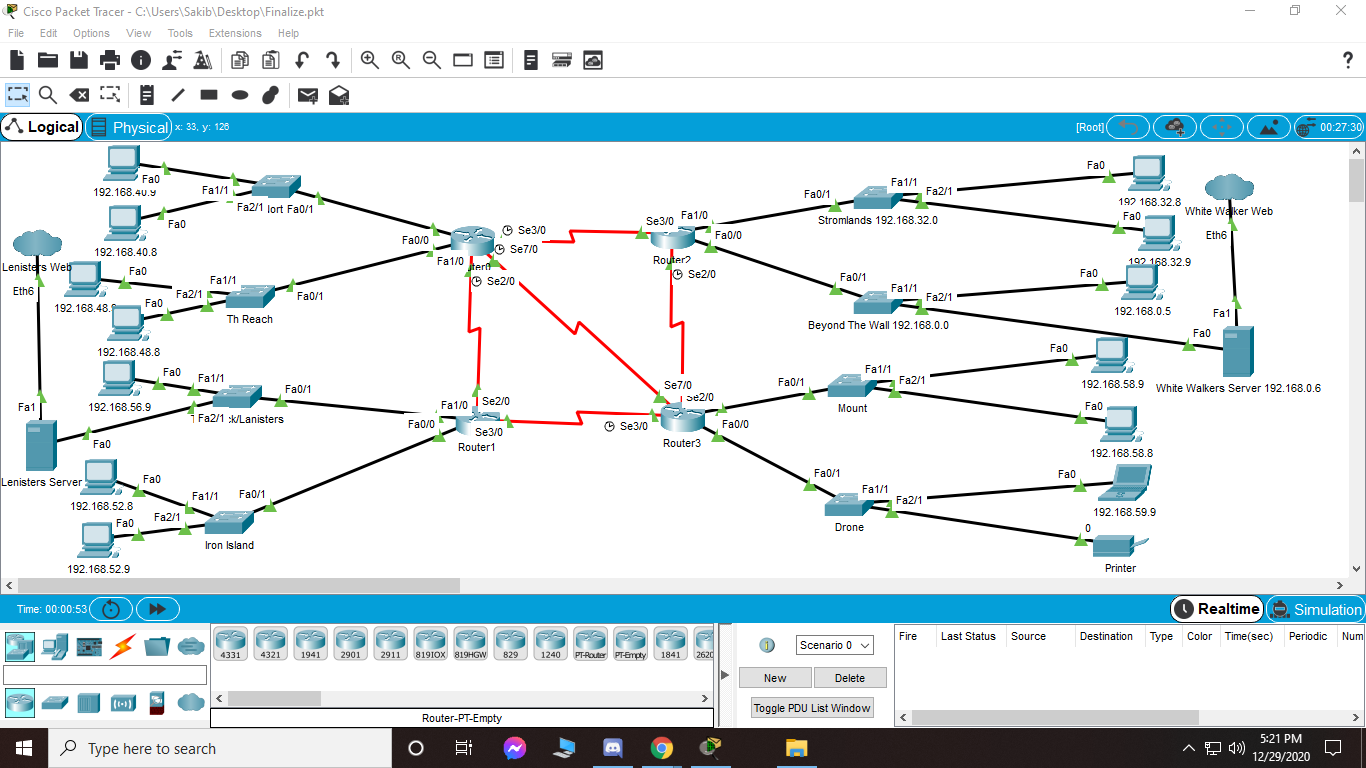 Cisco Packet Tracer - C:\Users\Sakib\Desktop\Finalize.pkt
File Edit Options View Tools Extensions Help
?
Logical Physical x: 33, y: 126 [Root] 00:27:30
192.168.40.9
Fa0
Fa1/1
Fa2/1
Fa0/1
Fa0
192.168.40.8
Lenisters Web
Eth6
Fa0
192.168.48.
Fa1/1
Fa2/1
Fa0/1
Th Reach
Fa0
192.168.48.8
Fa0/0
Fa1/0
Se3/0
Se7/0
Se2/0
Fa0
192.168.56.9
Fa1/1
Fa2/1
Fa0/1
k/Lanisters
Fa1
Fa0
Lenisters Server
Fa1/0
Fa0/0
Se2/0
Se3/0
Router1
Fa0
192.168.52.8
Fa1/1
Fa0/1
Fa2/1
Iron Island
Fa0
192.168.52.9
Se3/0
Fa1/0
Fa0/0
Router2
Se2/0
Se7/0
Se2/0
Se3/0
Fa0/0
Router3
Fa0/1
Fa1/1
Fa2/1
Stromlands 192.168.32.0
Fa0
192.168.32.8
Fa0
192.168.32.9
White Walker Web
Eth6
Fa0/1
Fa1/1
Fa2/1
Beyond The Wall 192.168.0.0
Fa0
192.168.0.5
Fa1
Fa0
White Walkers Server 192.168.0.6
Fa0/1
Fa1/1
Fa2/1
Mount
Fa0
192.168.58.9
Fa0
192.168.58.8
Fa0/1
Fa1/1
Fa2/1
Drone
Fa0
192.168.59.9
0
Printer
Time: 00:00:53 Realtime Simulation
4331 4321 1941 2901 2911 819IOX 819HGW 829 1240 PT-Router PT-Empty 1841 2620
Router-PT-Empty
Scenario 0
New Delete
Toggle PDU List Window
Fire Last Status Source Destination Type Color Time(sec) Periodic Num
Type here to search
5:21 PM
12/29/2020